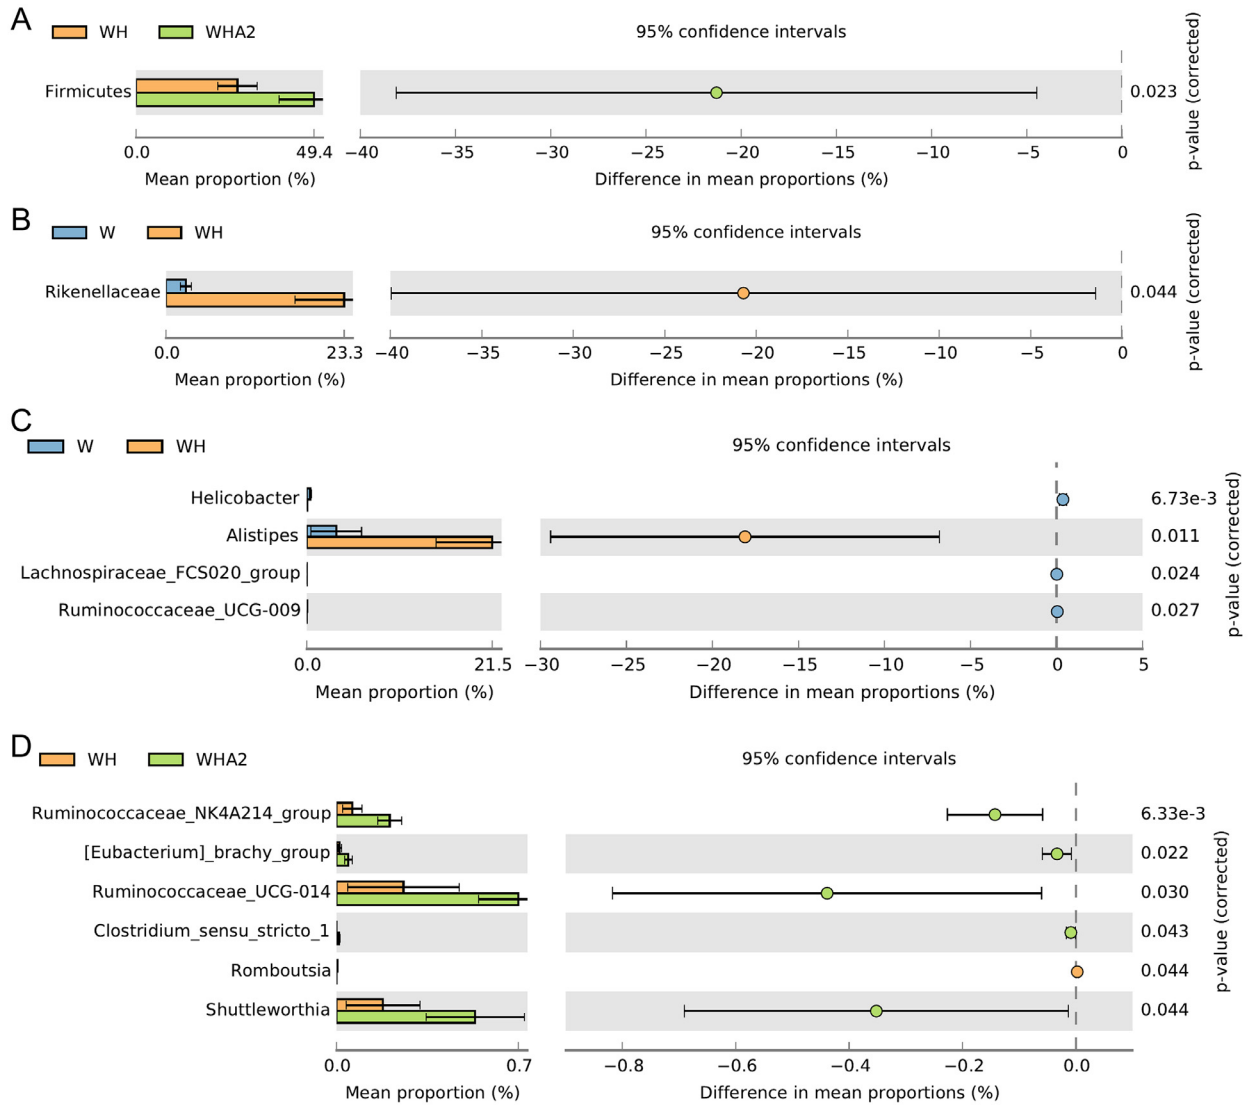 A
WH WHA2 95% confidence intervals
Firmicutes 0.023
p-value (corrected)
0.0 49.4 −40 −35 −30 −25 −20 −15 −10 −5 0
Mean proportion (%) Difference in mean proportions (%)
B
W WH 95% confidence intervals
Rikenellaceae 0.044
p-value (corrected)
0.0 23.3 −40 −35 −30 −25 −20 −15 −10 −5 0
Mean proportion (%) Difference in mean proportions (%)
C
W WH 95% confidence intervals
Helicobacter 6.73e-3
Alistipes 0.011
Lachnospiraceae_FCS020_group 0.024
Ruminococcaceae_UCG-009 0.027
p-value (corrected)
0.0 21.5 −30 −25 −20 −15 −10 −5 0 5
Mean proportion (%) Difference in mean proportions (%)
D
WH WHA2 95% confidence intervals
Ruminococcaceae_NK4A214_group 6.33e-3
[Eubacterium]_brachy_group 0.022
Ruminococcaceae_UCG-014 0.030
Clostridium_sensu_stricto_1 0.043
Romboutsia 0.044
Shuttleworthia 0.044
p-value (corrected)
0.0 0.7 −0.8 −0.6 −0.4 −0.2 0.0
Mean proportion (%) Difference in mean proportions (%)